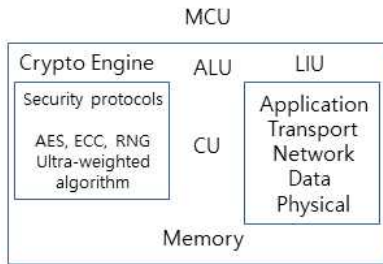 MCU
Crypto Engine
ALU
LIU
Security protocols
AES, ECC, RNG
Ultra-weighted
algorithm
CU
Application
Transport
Network
Data
Physical
Memory